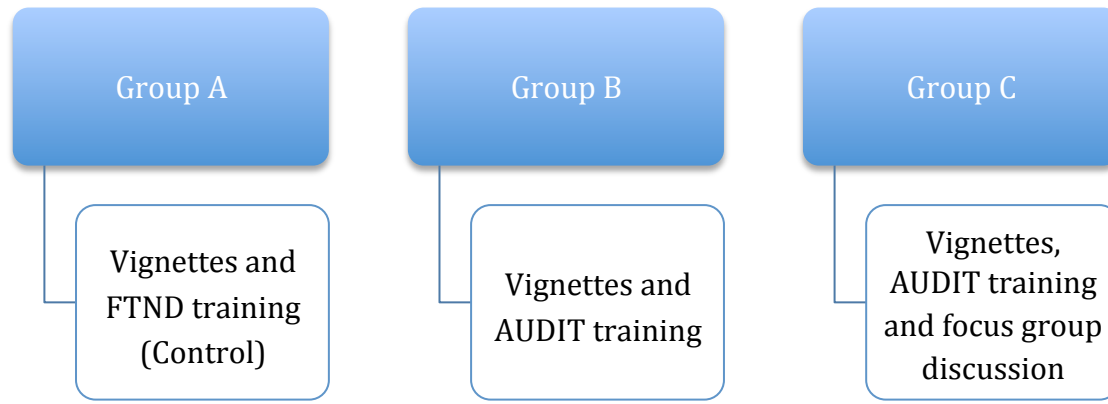 Group A
Group B
Group C
Vignettes and
FTND training
(Control)
Vignettes and
AUDIT training
Vignettes,
AUDIT training
and focus group
discussion